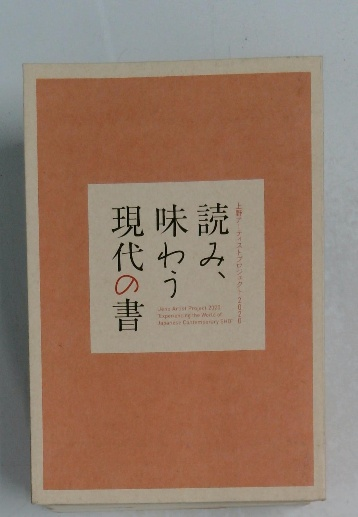 上野アーティストプロジェクト2020
読み、
味わう
現代の書
Ueno Artist Project 2020
"Experiencing the World of
Japanese Contemporary SHO"